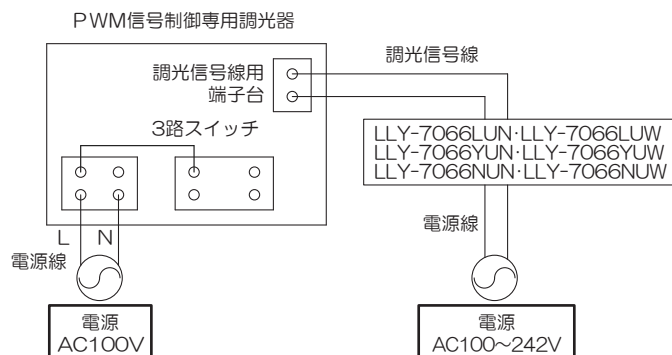 PWM信号制御専用調光器
調光信号線用
端子台
調光信号線
3路スイッチ
LLY-7066LUN･LLY-7066LUW
LLY-7066YUN･LLY-7066YUW
LLY-7066NUN･LLY-7066NUW
L N
電源線
電源線
電源
AC100V
電源
AC100～242V